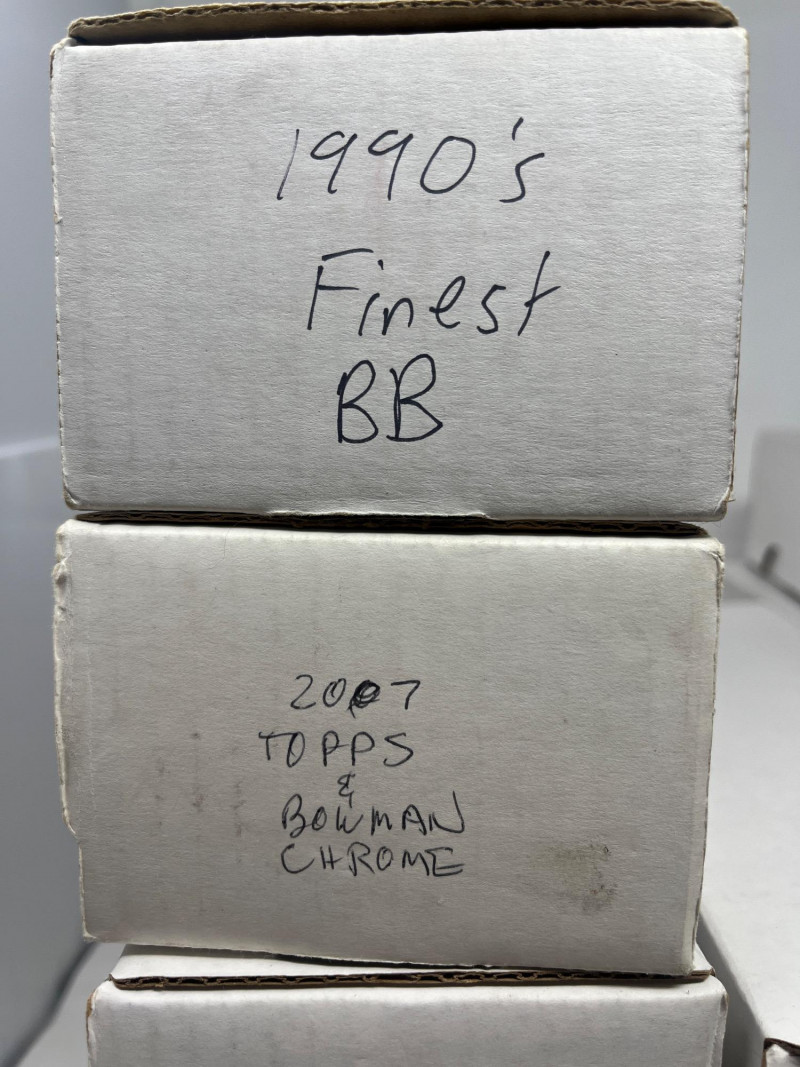 1990's
Finest
BB
2007
TOPPS
&
BOWMAN
CHROME